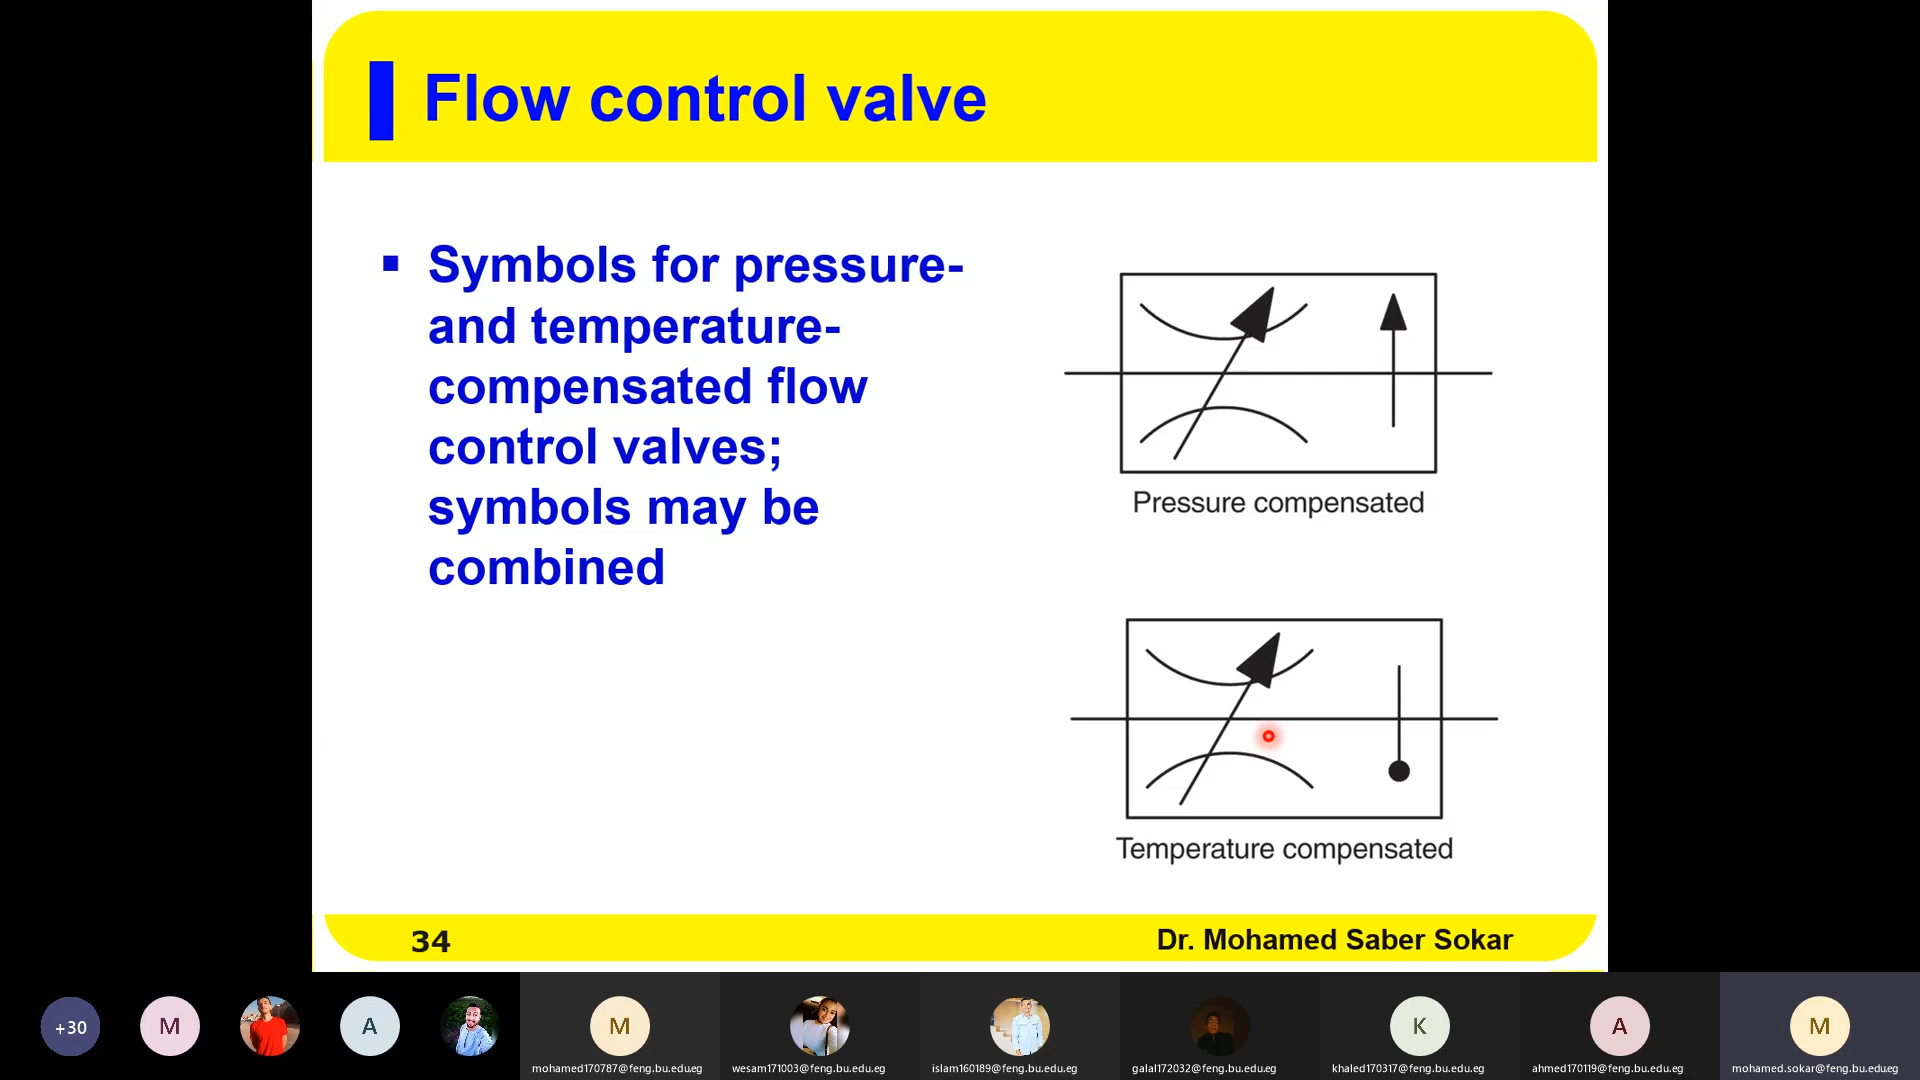 Flow control valve
▪ Symbols for pressure-
and temperature-
compensated flow
control valves;
symbols may be
combined
Pressure compensated
Temperature compensated
34
Dr. Mohamed Saber Sokar
+30
M
A
M
K
A
M
mohamed170787@feng.bu.edu.eg
wesam171003@feng.bu.edu.eg
islam160189@feng.bu.edu.eg
galal172032@feng.bu.edu.eg
khaled170317@feng.bu.edu.eg
ahmed170119@feng.bu.edu.eg
mohamed.sokar@feng.bu.edu.eg